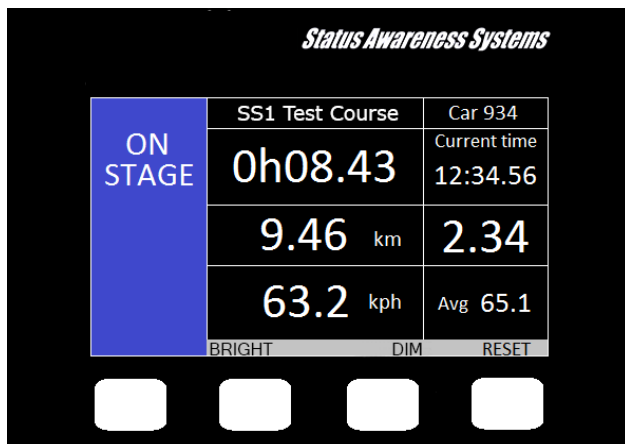 Status Awareness Systems
SS1 Test Course
Car 934
ON
STAGE
0h08.43
Current time
12:34.56
9.46 km
2.34
63.2 kph
Avg 65.1
BRIGHT DIM RESET